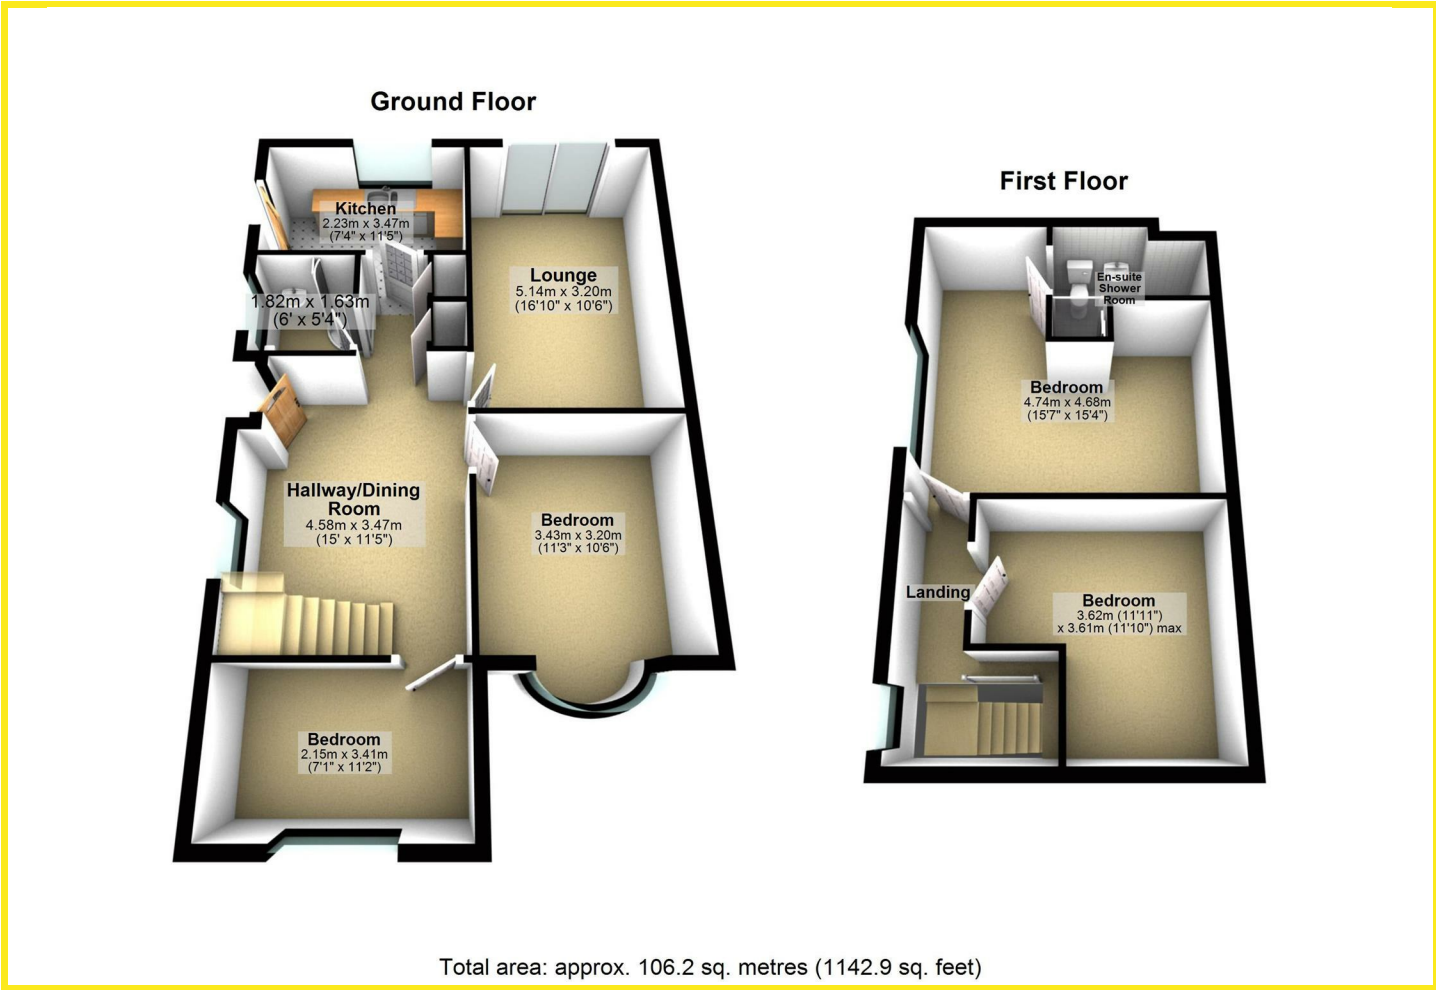 Ground Floor
First Floor
Kitchen
2.23m x 3.47m
(7'4" x 11'5")
Lounge
5.14m x 3.20m
(16'10" x 10'6")
1.82m x 1.63m
(6' x 5'4")
Hallway/Dining
Room
4.58m x 3.47m
(15' x 11'5")
Bedroom
3.43m x 3.20m
(11'3" x 10'6")
Bedroom
2.15m x 3.41m
(7'1" x 11'2")
En-suite
Shower
Room
Bedroom
4.74m x 4.68m
(15'7" x 15'4")
Landing
Bedroom
3.62m (11'11")
x 3.61m (11'10") max
Total area: approx. 106.2 sq. metres (1142.9 sq. feet)